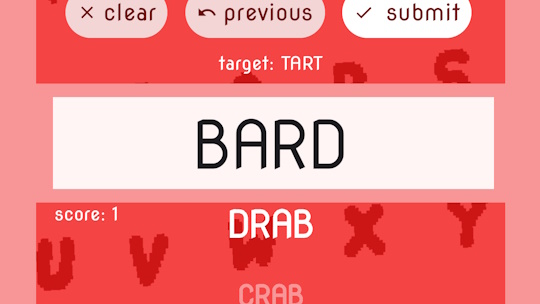 × clear previous ✓ submit
target: TART
S
BARD
score: 1
DRAB
U V W X Y
CRAB